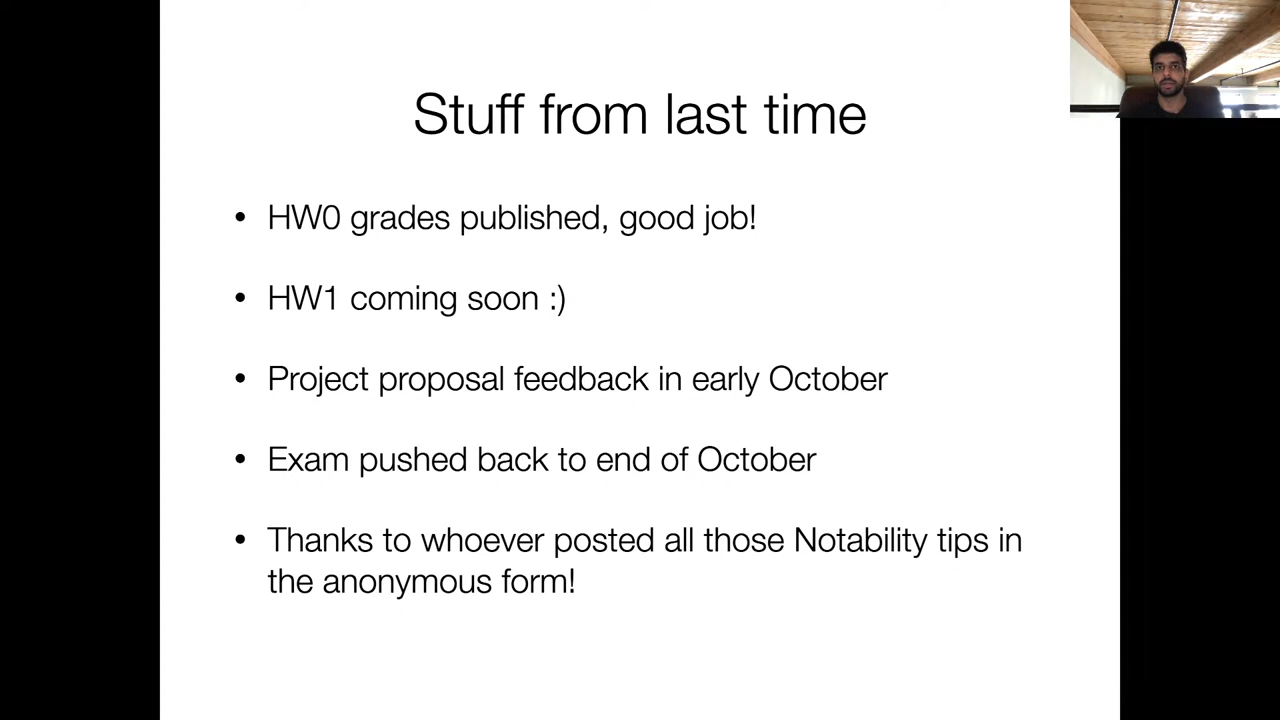 Stuff from last time
• HW0 grades published, good job!
• HW1 coming soon :)
• Project proposal feedback in early October
• Exam pushed back to end of October
• Thanks to whoever posted all those Notability tips in
the anonymous form!